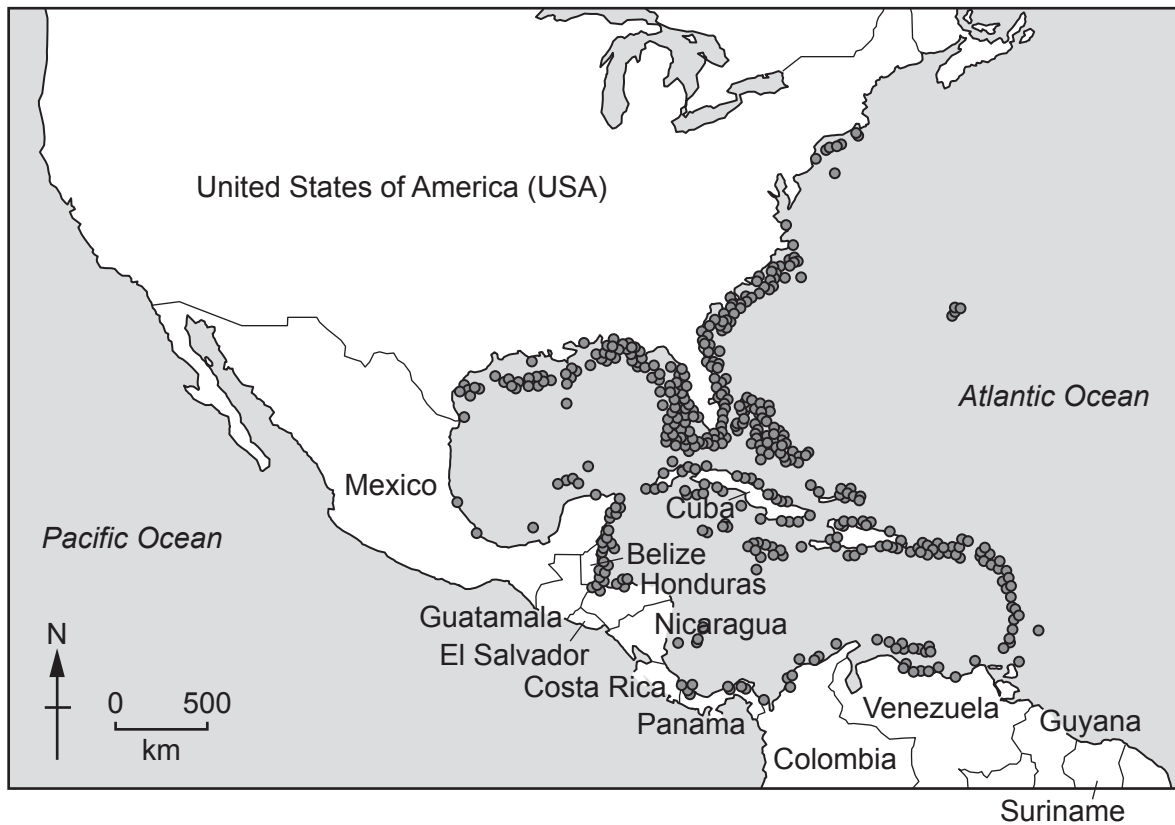 United States of America (USA)
Atlantic Ocean
Mexico
Cuba
Pacific Ocean
Belize
Honduras
Guatamala
Nicaragua
El Salvador
N
Costa Rica
0 500
km
Panama
Venezuela
Guyana
Colombia
Suriname